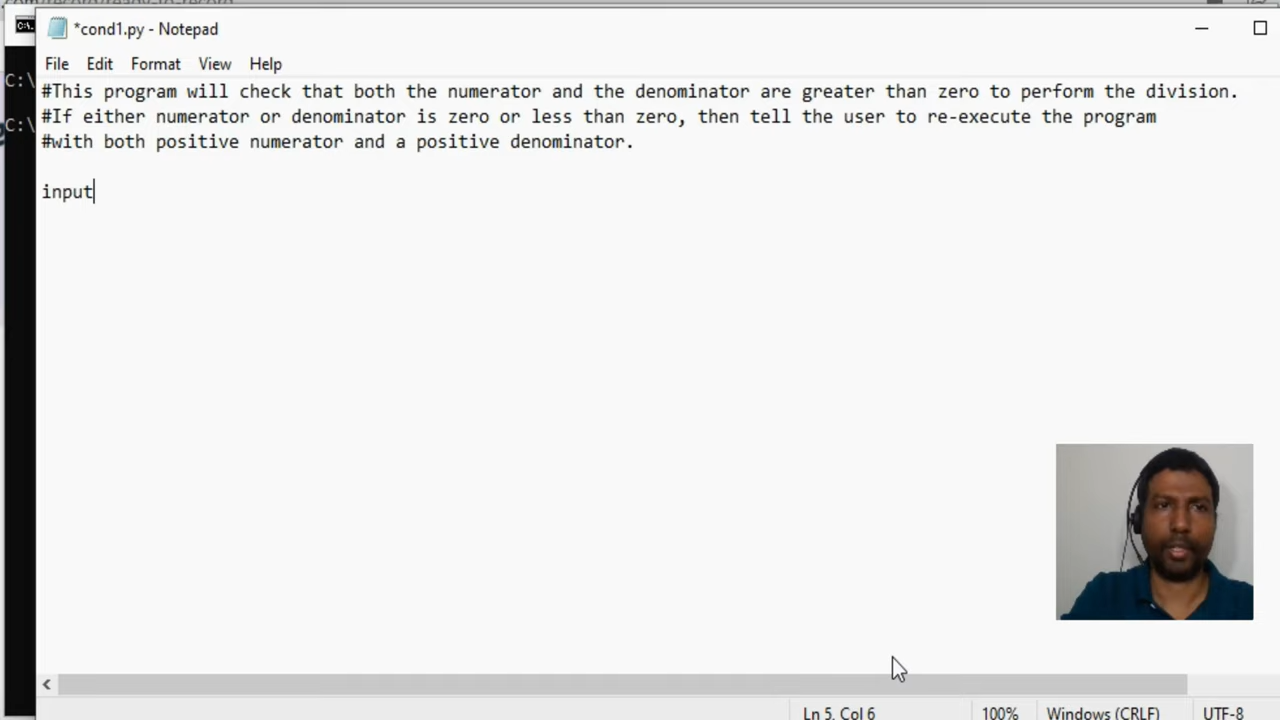 *cond1.py - Notepad
File Edit Format View Help
#This program will check that both the numerator and the denominator are greater than zero to perform the division.
#If either numerator or denominator is zero or less than zero, then tell the user to re-execute the program
#with both positive numerator and a positive denominator.
input
C:\
C:\
Ln 5, Col 6 100% Windows (CRLF) UTF-8